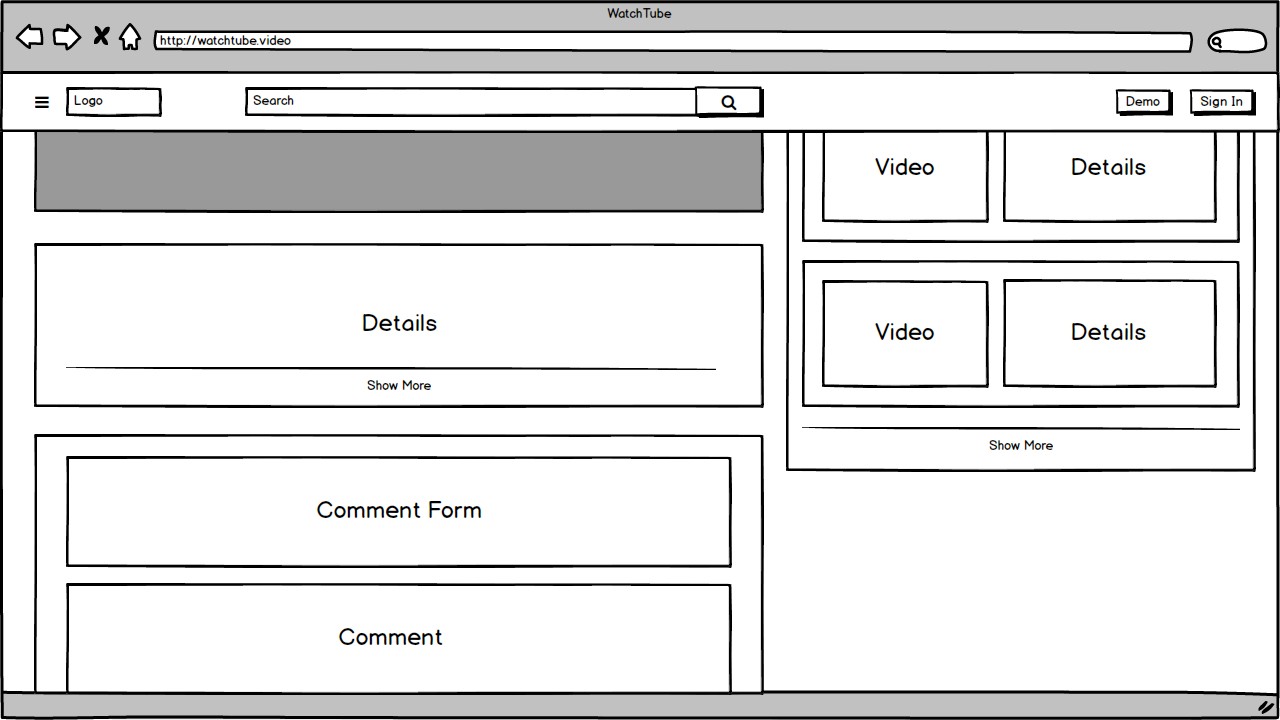 WatchTube
http://watchtube.video
Logo
Search
Demo
Sign In
Video
Details
Details
Show More
Video
Details
Show More
Comment Form
Comment